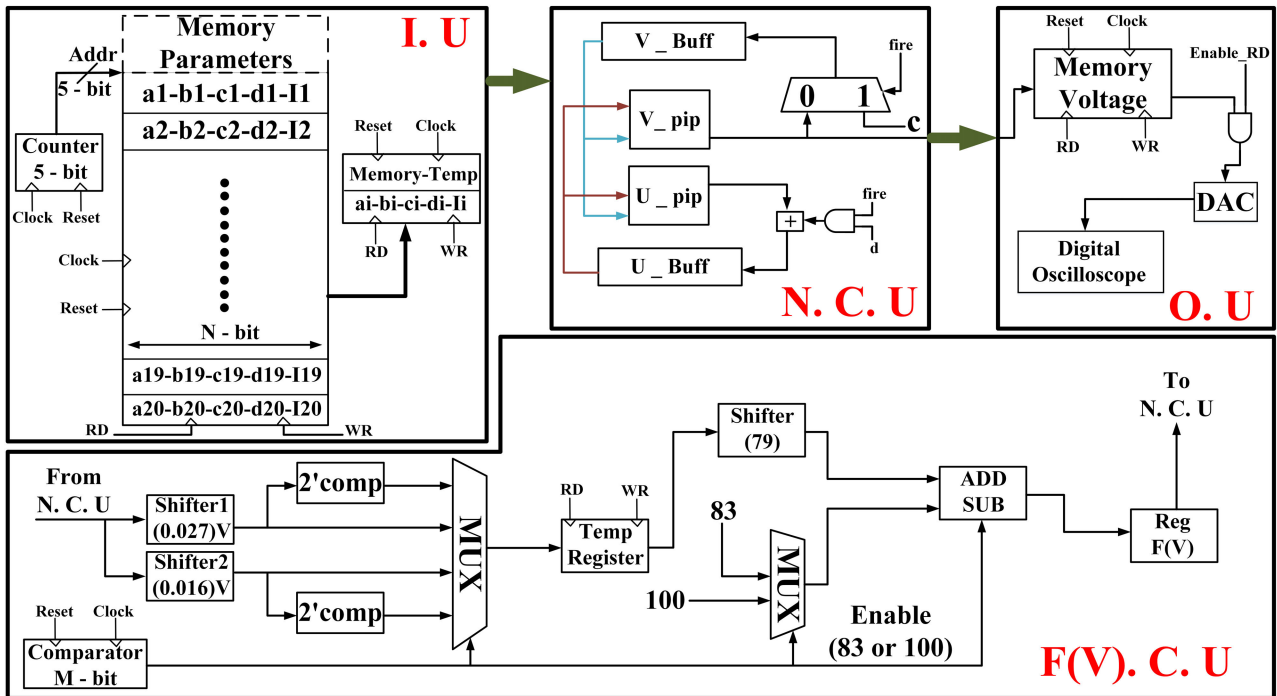 Memory
Parameters
I. U
Addr
5 - bit
a1-b1-c1-d1-I1
a2-b2-c2-d2-I2
Counter
5 - bit
Clock
Reset
Clock
Reset
N - bit
a19-b19-c19-d19-I19
a20-b20-c20-d20-I20
RD
WR
Reset
Clock
Memory-Temp
ai-bi-ci-di-Ii
RD
WR
V _ Buff
fire
0
1
c
V _ pip
U _ pip
+
fire
d
U _ Buff
N. C. U
Reset
Clock
Enable_RD
Memory
Voltage
RD
WR
DAC
Digital
Oscilloscope
O. U
From
N. C. U
Shifter1
(0.027)V
Shifter2
(0.016)V
2'comp
2'comp
MUX
Reset
Clock
Comparator
M - bit
RD
WR
Temp
Register
Shifter
(79)
83
100
MUX
Enable
(83 or 100)
ADD
SUB
Reg
F(V)
To
N. C. U
F(V). C. U